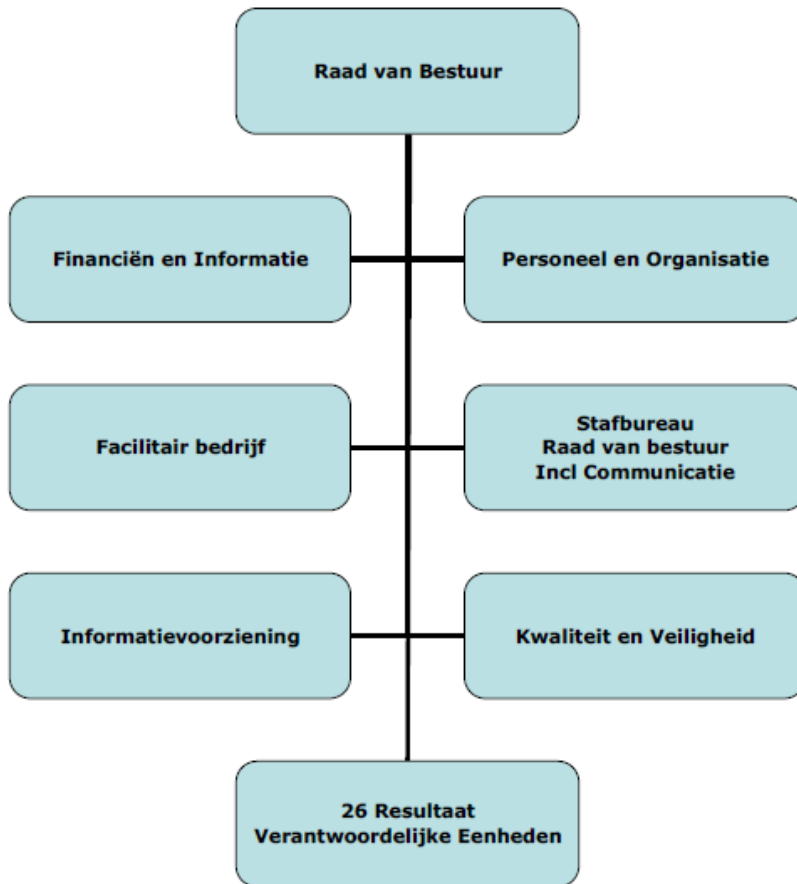 Raad van Bestuur
Financiën en Informatie
Personeel en Organisatie
Facilitair bedrijf
Stafbureau
Raad van bestuur
Incl Communicatie
Informatievoorziening
Kwaliteit en Veiligheid
26 Resultaat
Verantwoordelijke Eenheden